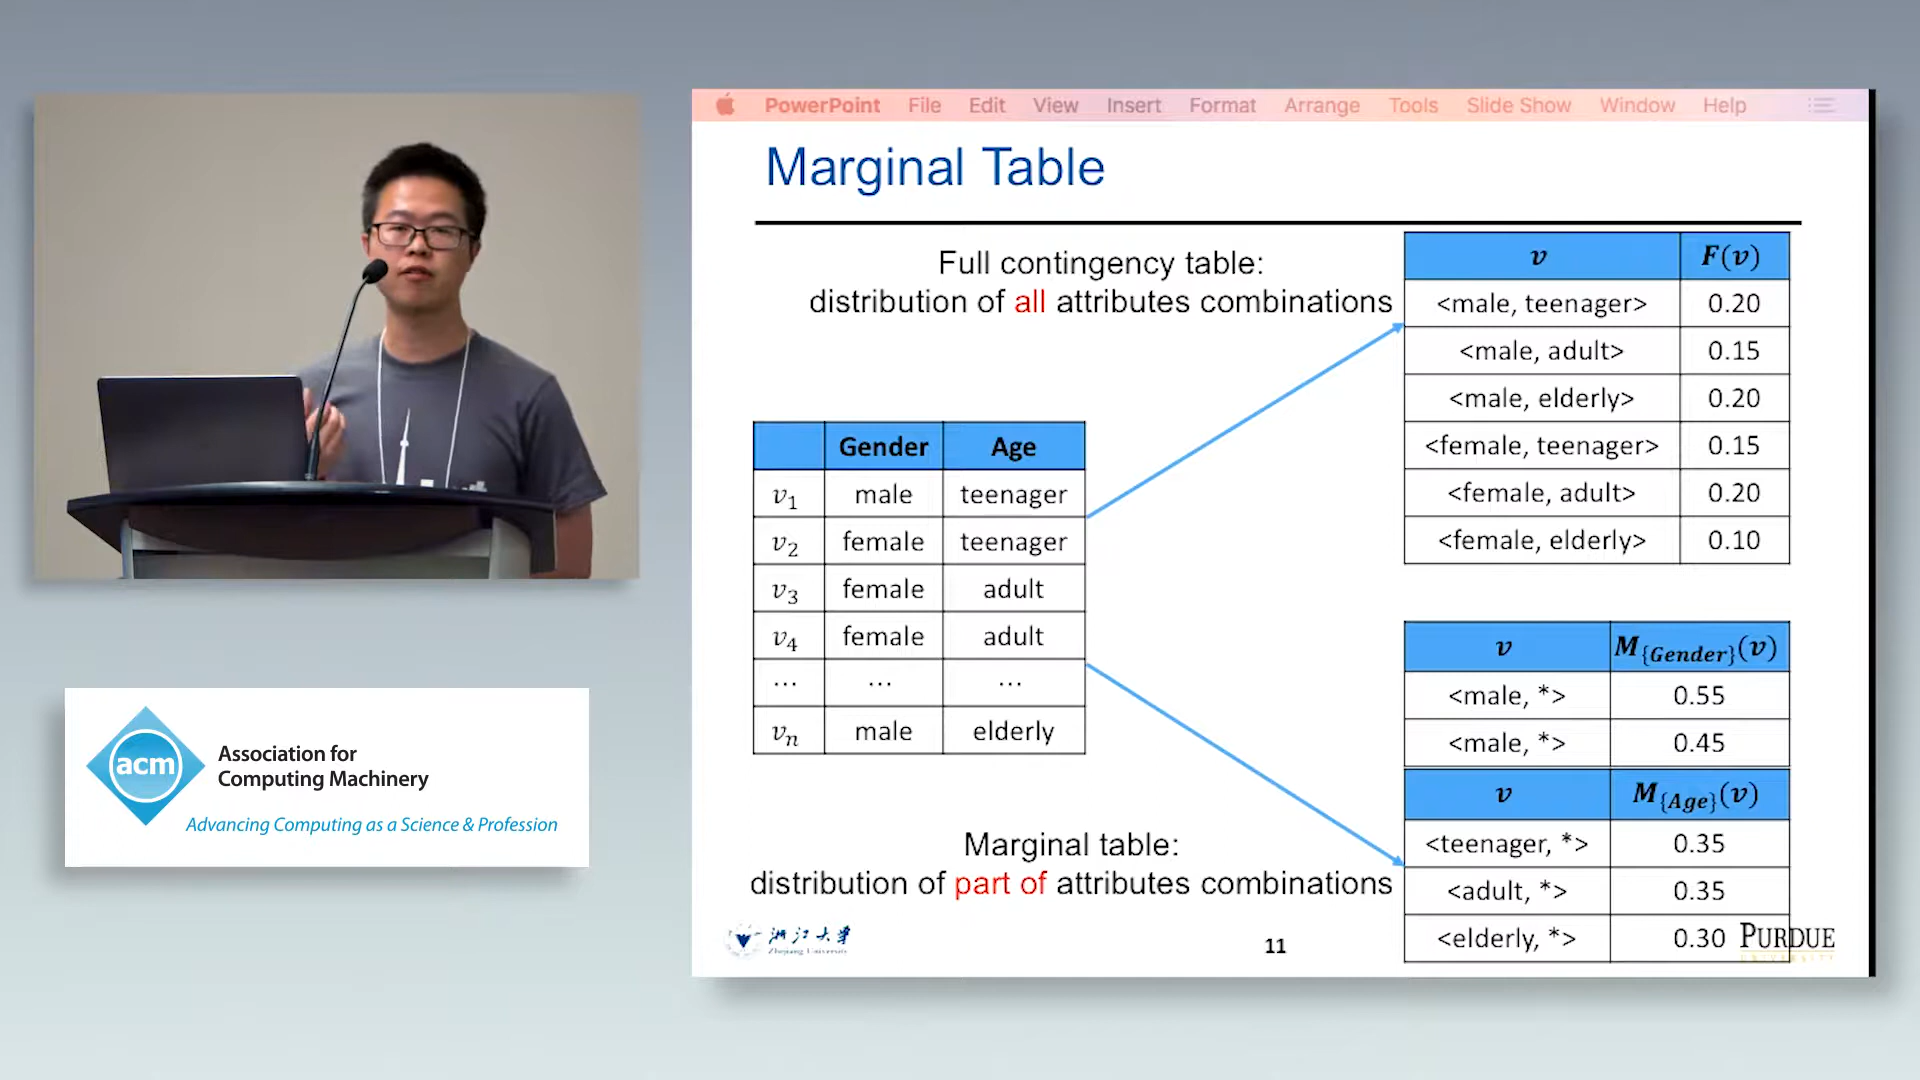 PowerPoint File Edit View Insert Format Arrange Tools Slide Show Window Help
Marginal Table
Full contingency table:
distribution of all attributes combinations
v F(v)
<male, teenager> 0.20
<male, adult> 0.15
<male, elderly> 0.20
<female, teenager> 0.15
<female, adult> 0.20
<female, elderly> 0.10
Gender Age
v1 male teenager
v2 female teenager
v3 female adult
v4 female adult
... ... ...
vn male elderly
v M{Gender}(v)
<male, *> 0.55
<male, *> 0.45
v M{Age}(v)
<teenager, *> 0.35
<adult, *> 0.35
<elderly, *> 0.30
Marginal table:
distribution of part of attributes combinations
浙江大学
Zhejiang University
11
PURDUE
UNIVERSITY
acm
Association for
Computing Machinery
Advancing Computing as a Science & Profession